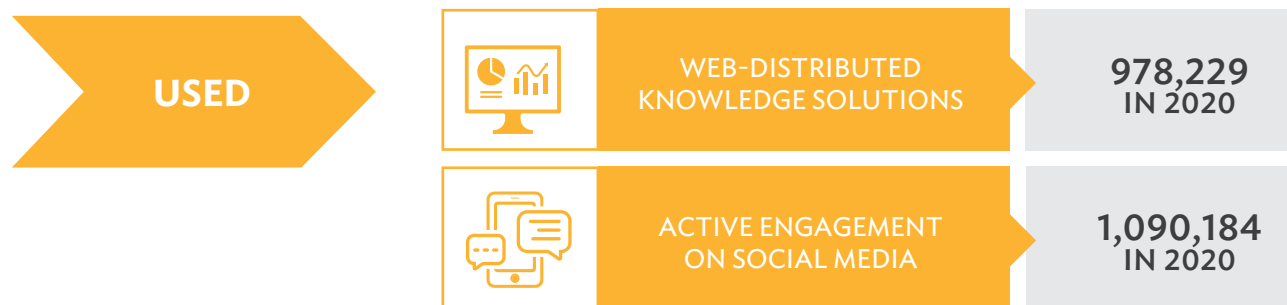 USED
WEB-DISTRIBUTED
KNOWLEDGE SOLUTIONS
978,229
IN 2020
ACTIVE ENGAGEMENT
ON SOCIAL MEDIA
1,090,184
IN 2020